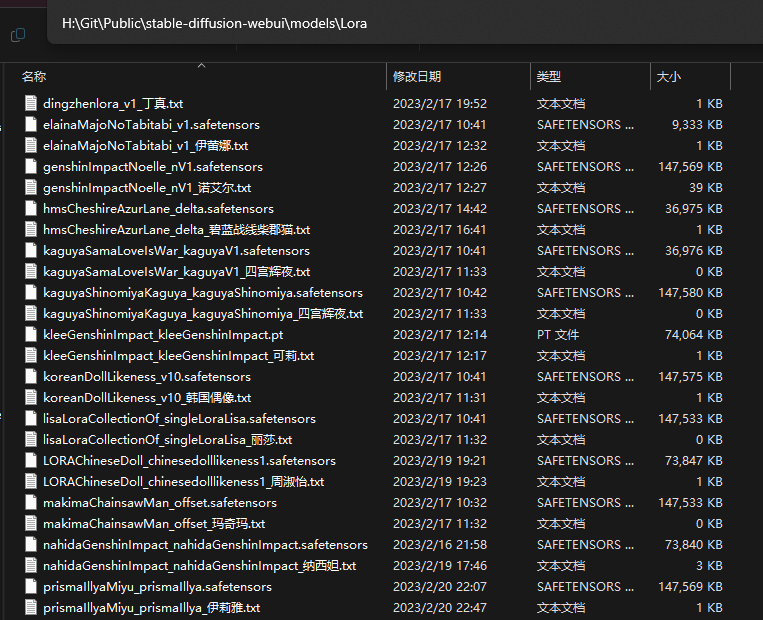 H:\Git\Public\stable-diffusion-webui\models\Lora
名称 修改日期 类型 大小
dingzhenlora_v1_丁真.txt 2023/2/17 19:52 文本文档 1 KB
elainaMajoNoTabitabi_v1.safetensors 2023/2/17 10:41 SAFETENSORS ... 9,333 KB
elainaMajoNoTabitabi_v1_伊蕾娜.txt 2023/2/17 12:32 文本文档 1 KB
genshinImpactNoelle_nV1.safetensors 2023/2/17 12:26 SAFETENSORS ... 147,569 KB
genshinImpactNoelle_nV1_诺艾尔.txt 2023/2/17 12:27 文本文档 39 KB
hmsCheshireAzurLane_delta.safetensors 2023/2/17 14:42 SAFETENSORS ... 36,975 KB
hmsCheshireAzurLane_delta_碧蓝战线柴郡猫.txt 2023/2/17 16:41 文本文档 1 KB
kaguyaSamaLoveIsWar_kaguyaV1.safetensors 2023/2/17 10:41 SAFETENSORS ... 36,976 KB
kaguyaSamaLoveIsWar_kaguyaV1_四宫辉夜.txt 2023/2/17 11:33 文本文档 0 KB
kaguyaShinomiyaKaguya_kaguyaShinomiya.safetensors 2023/2/17 10:42 SAFETENSORS ... 147,580 KB
kaguyaShinomiyaKaguya_kaguyaShinomiya_四宫辉夜.txt 2023/2/17 11:33 文本文档 0 KB
kleeGenshinImpact_kleeGenshinImpact.pt 2023/2/17 12:14 PT 文件 74,064 KB
kleeGenshinImpact_kleeGenshinImpact_可莉.txt 2023/2/17 12:17 文本文档 1 KB
koreanDollLikeness_v10.safetensors 2023/2/17 10:41 SAFETENSORS ... 147,575 KB
koreanDollLikeness_v10_韩国偶像.txt 2023/2/17 11:31 文本文档 1 KB
lisaLoraCollectionOf_singleLoraLisa.safetensors 2023/2/17 10:41 SAFETENSORS ... 147,533 KB
lisaLoraCollectionOf_singleLoraLisa_丽莎.txt 2023/2/17 11:32 文本文档 0 KB
LORAChineseDoll_chinesedolllikeness1.safetensors 2023/2/19 19:21 SAFETENSORS ... 73,847 KB
LORAChineseDoll_chinesedolllikeness1_周淑怡.txt 2023/2/19 19:23 文本文档 1 KB
makimaChainsawMan_offset.safetensors 2023/2/17 10:32 SAFETENSORS ... 147,533 KB
makimaChainsawMan_offset_玛奇玛.txt 2023/2/17 11:32 文本文档 0 KB
nahidaGenshinImpact_nahidaGenshinImpact.safetensors 2023/2/16 21:58 SAFETENSORS ... 73,840 KB
nahidaGenshinImpact_nahidaGenshinImpact_纳西妲.txt 2023/2/19 17:46 文本文档 3 KB
prismaIllyaMiyu_prismaIllya.safetensors 2023/2/20 22:07 SAFETENSORS ... 147,569 KB
prismaIllyaMiyu_prismaIllya_伊莉雅.txt 2023/2/20 22:47 文本文档 1 KB